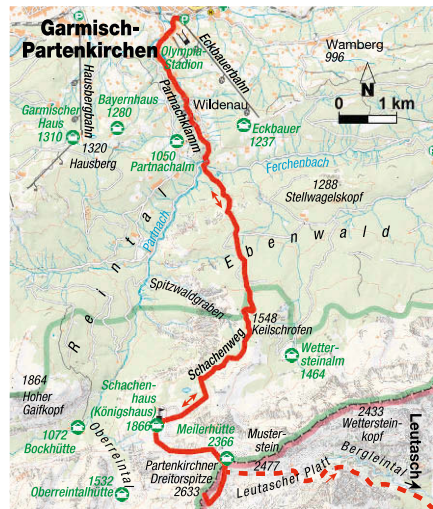 Garmisch-
Partenkirchen
Olympia-
Stadion
Eckbauerbahn
Wamberg
996
N
0 1 km
Hausbergbahn
Garmischer
Haus
1310
Bayernhaus
1280
Partnachklamm
Wildenau
Eckbauer
1237
1320
Hausberg
1050
Partnachalm
Ferchenbach
1288
Stellwagelskopf
Reintal
Partnach
Ebenwald
Spitzwaldgraben
1548
Keilschrofen
Schachenweg
Wetter-
steinalm
1464
1864
Hoher
Gaifkopf
Schachen-
haus
(Königshaus)
1866
1072
Bockhütte
Oberreintal
Meilerhütte
2366
Muster-
stein
2477
2433
Wetterstein-
kopf
Leutasch
Bergleintal
Leutascher Platt
Partenkirchner
Dreitorspitze
2633
1532
Oberreintalhütte